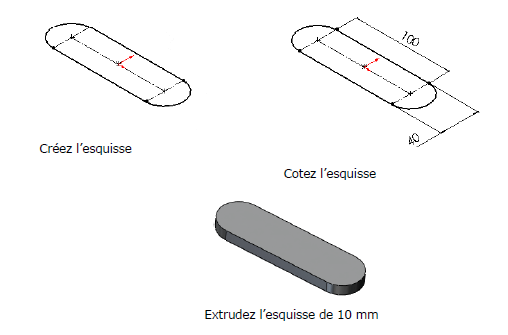 100
40
Créez l'esquisse
Cotez l'esquisse
Extrudez l'esquisse de 10 mm